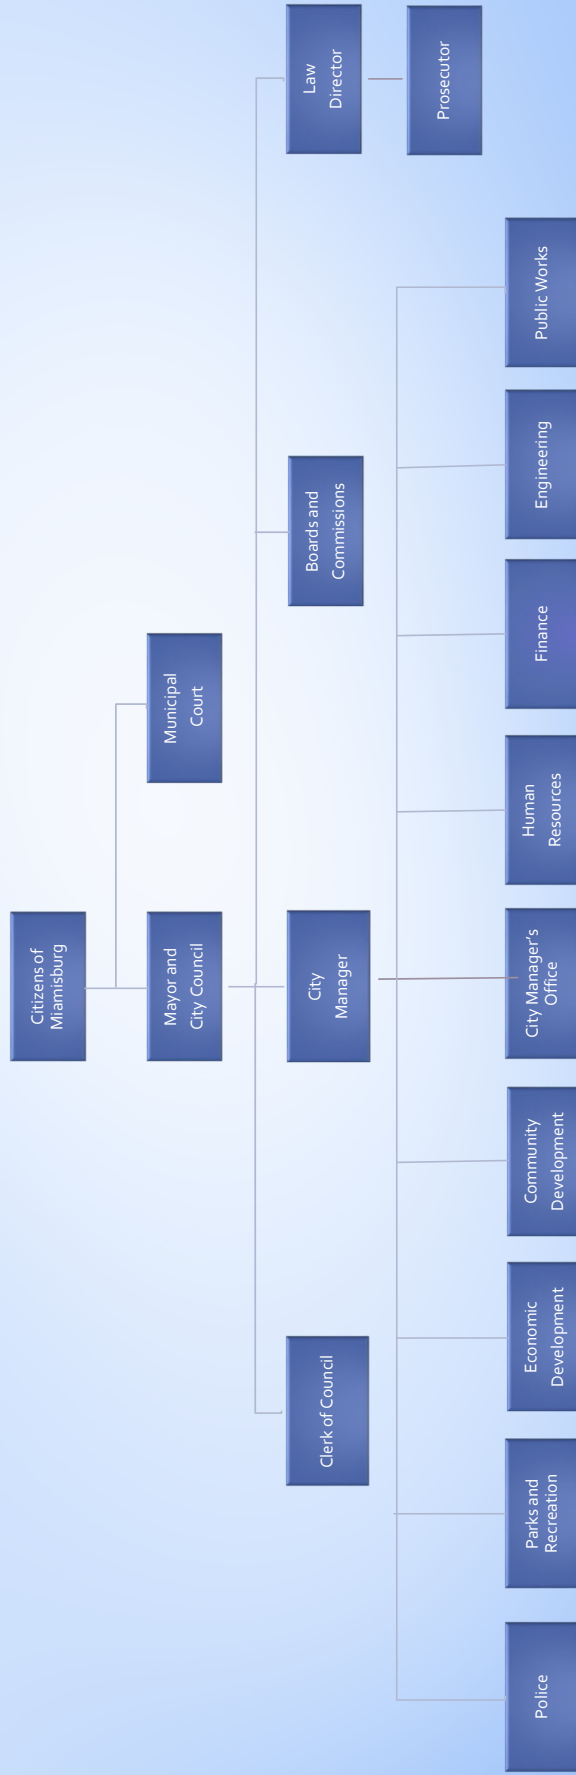 Citizens of
Miamisburg
Mayor and
City Council
Municipal
Court
Clerk of Council
City
Manager
Boards and
Commissions
Law
Director
Prosecutor
Police
Parks and
Recreation
Economic
Development
Community
Development
City Manager's
Office
Human
Resources
Finance
Engineering
Public Works